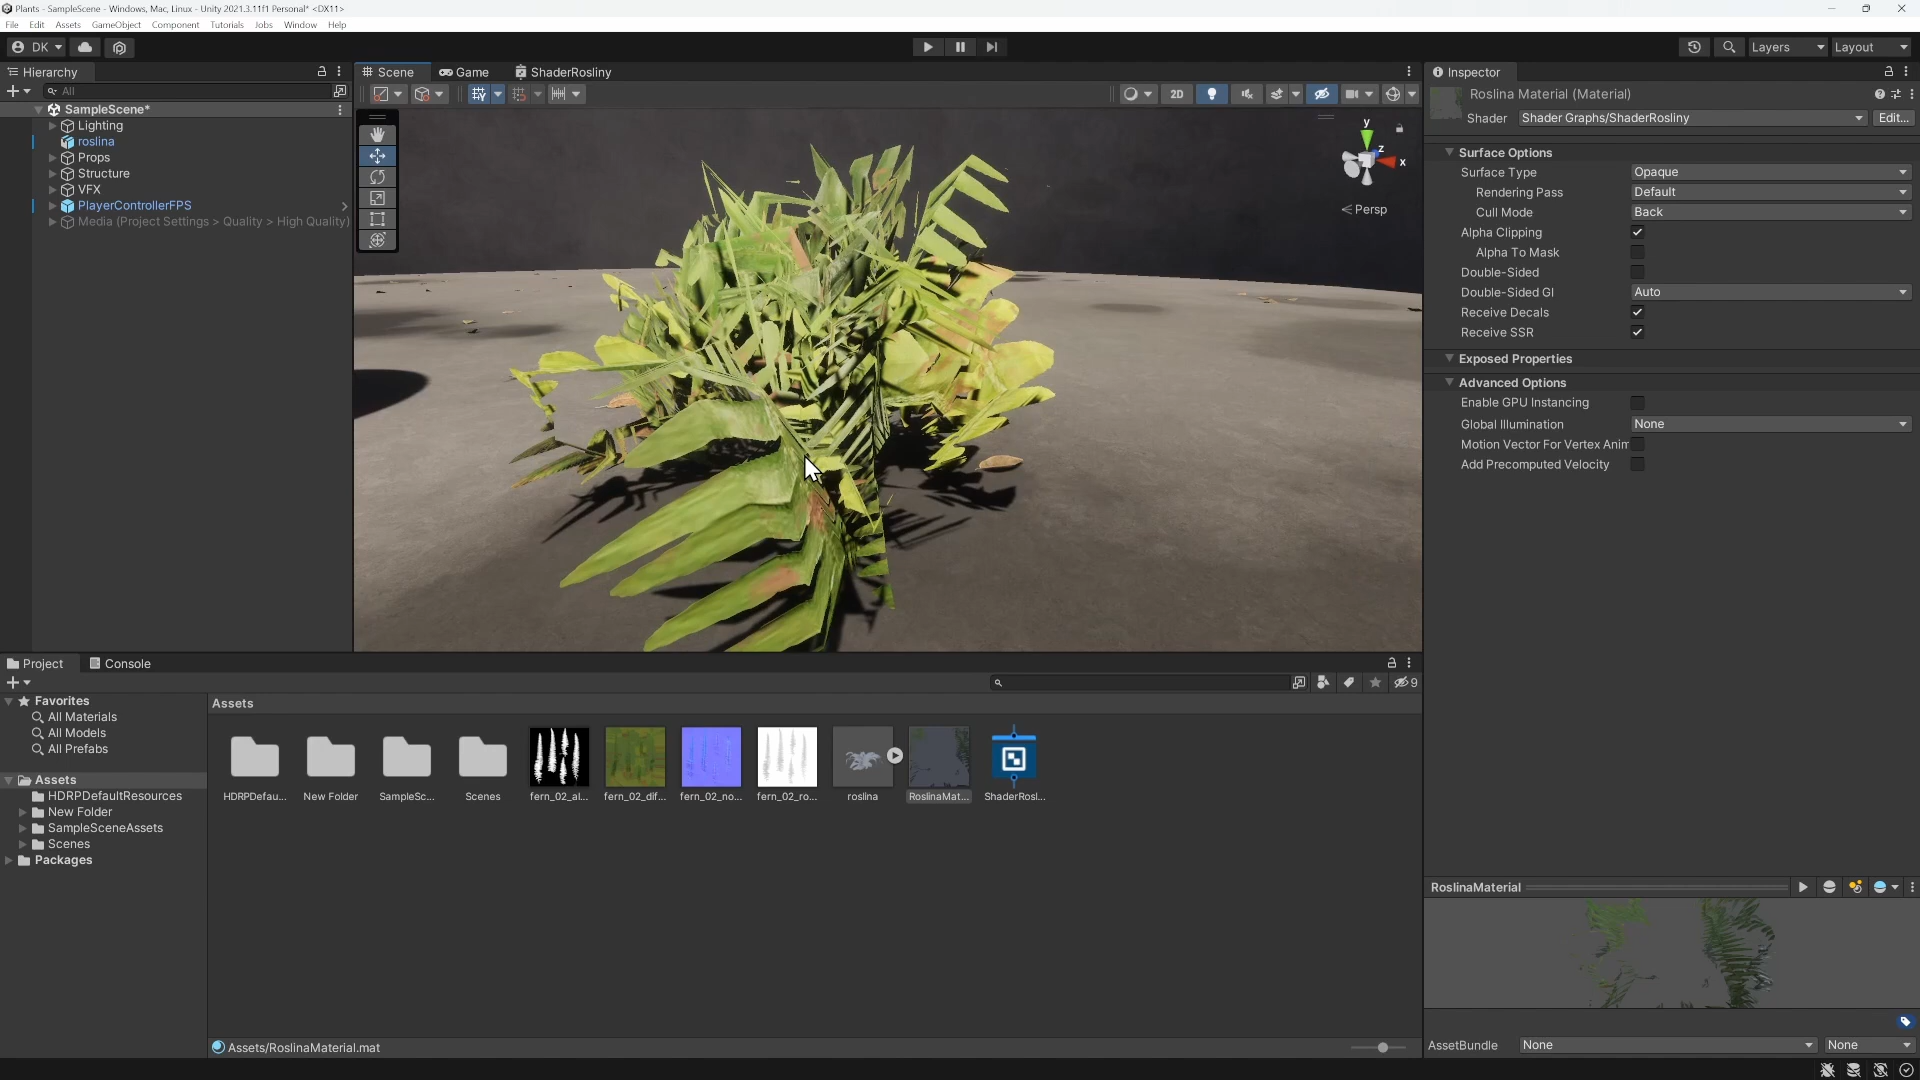 Plants - SampleScene - Windows, Mac, Linux - Unity 2021.3.11f1 Personal* <DX11>
File Edit Assets GameObject Component Tutorials Jobs Window Help
DK
Layers
Layout
Hierarchy
All
SampleScene*
Lighting
roslina
Props
Structure
VFX
PlayerControllerFPS
Media (Project Settings > Quality > High Quality)
Scene
Game
ShaderRosliny
2D
y
z
x
Persp
Inspector
Roslina Material (Material)
Shader
Shader Graphs/ShaderRosliny
Edit...
Surface Options
Surface Type Opaque
Rendering Pass Default
Cull Mode Back
Alpha Clipping
Alpha To Mask
Double-Sided
Double-Sided GI Auto
Receive Decals
Receive SSR
Exposed Properties
Advanced Options
Enable GPU Instancing
Global Illumination None
Motion Vector For Vertex Anim
Add Precomputed Velocity
Project
Console
9
Favorites
All Materials
All Models
All Prefabs
Assets
HDRPDefaultResources
New Folder
SampleSceneAssets
Scenes
Packages
Assets
HDRPDefau...
New Folder
SampleSc...
Scenes
fern_02_al...
fern_02_dif...
fern_02_no...
fern_02_ro...
roslina
RoslinaMat...
ShaderRosl...
Assets/RoslinaMaterial.mat
RoslinaMaterial
AssetBundle None None